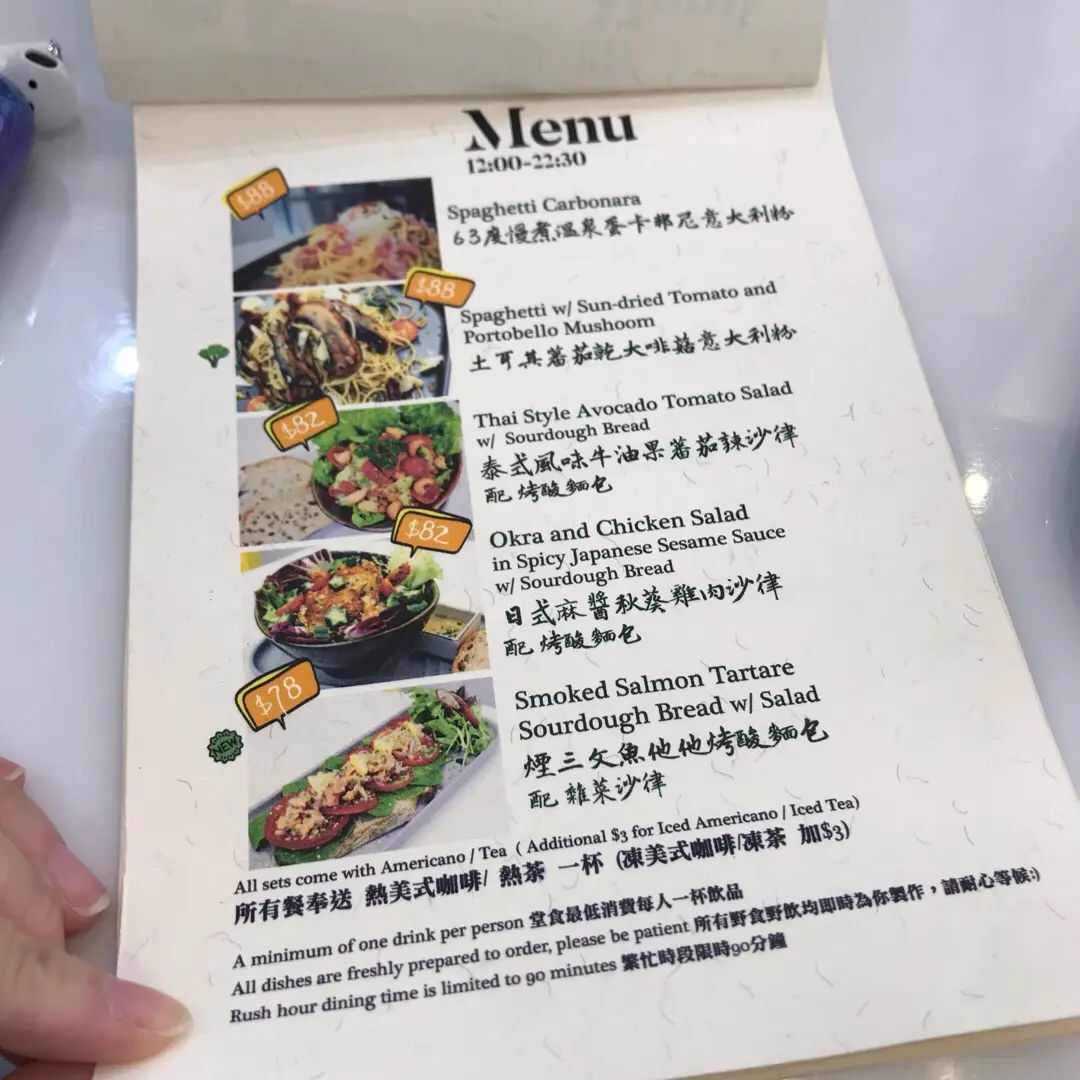 Menu
12:00-22:30
$88
Spaghetti Carbonara
63度慢煮溫泉蛋卡邦尼意大利粉
$88
Spaghetti w/ Sun-dried Tomato and
Portobello Mushoom
土耳其蕃茄乾大啡菇意大利粉
$82
Thai Style Avocado Tomato Salad
w/ Sourdough Bread
泰式風味牛油果蕃茄辣沙律
配 烤酸麵包
$82
Okra and Chicken Salad
in Spicy Japanese Sesame Sauce
w/ Sourdough Bread
日式麻醬秋葵雞肉沙律
配 烤酸麵包
$78
NEW
Smoked Salmon Tartare
Sourdough Bread w/ Salad
煙三文魚他他烤酸麵包
配 雜菜沙律
All sets come with Americano / Tea ( Additional $3 for Iced Americano / Iced Tea)
所有餐奉送 熱美式咖啡/ 熱茶 一杯 (凍美式咖啡/凍茶 加$3)
A minimum of one drink per person 堂食最低消費每人一杯飲品
All dishes are freshly prepared to order, please be patient 所有野食野飲均即時為你製作，請耐心等候:)
Rush hour dining time is limited to 90 minutes 繁忙時段限時90分鐘